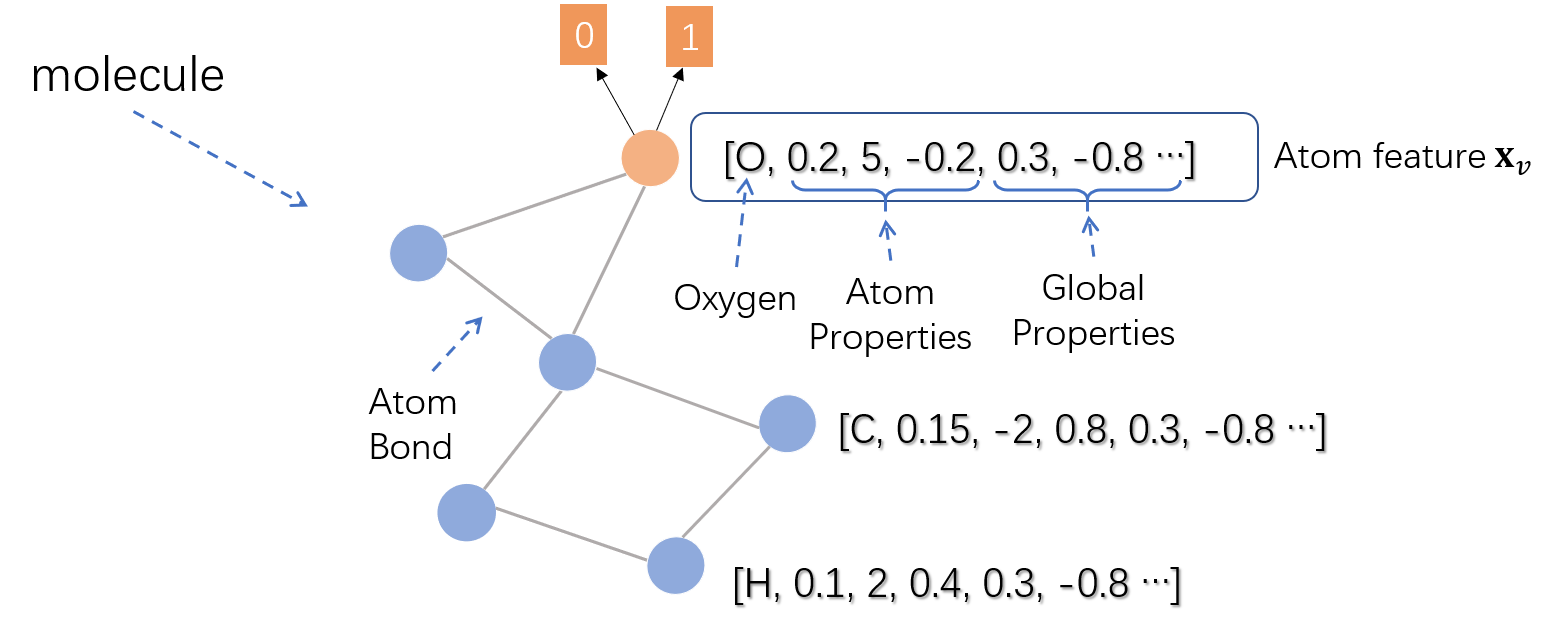 0
1
molecule
[O, 0.2, 5, -0.2, 0.3, -0.8 ···]
Atom feature 𝐱𝑣
Oxygen
Atom
Properties
Global
Properties
Atom
Bond
[C, 0.15, -2, 0.8, 0.3, -0.8 ···]
[H, 0.1, 2, 0.4, 0.3, -0.8 ···]